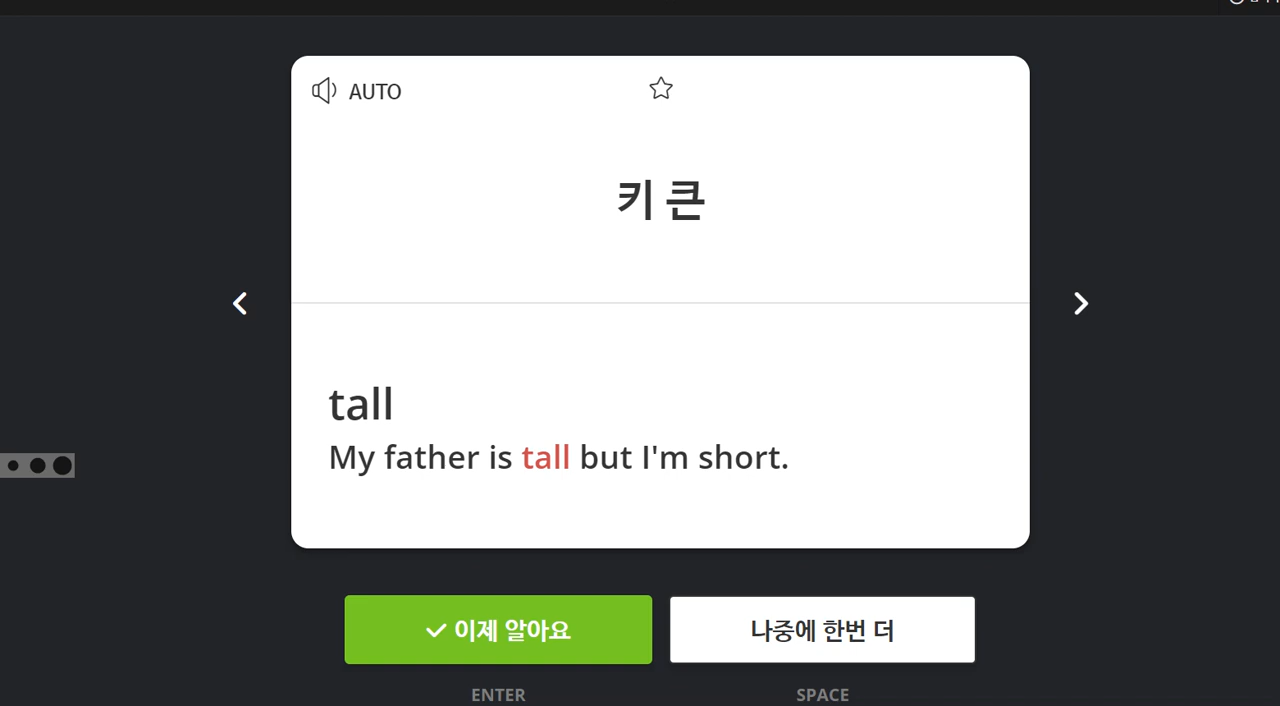 AUTO
키 큰
tall
My father is tall but I'm short.
이제 알아요
나중에 한번 더
ENTER
SPACE